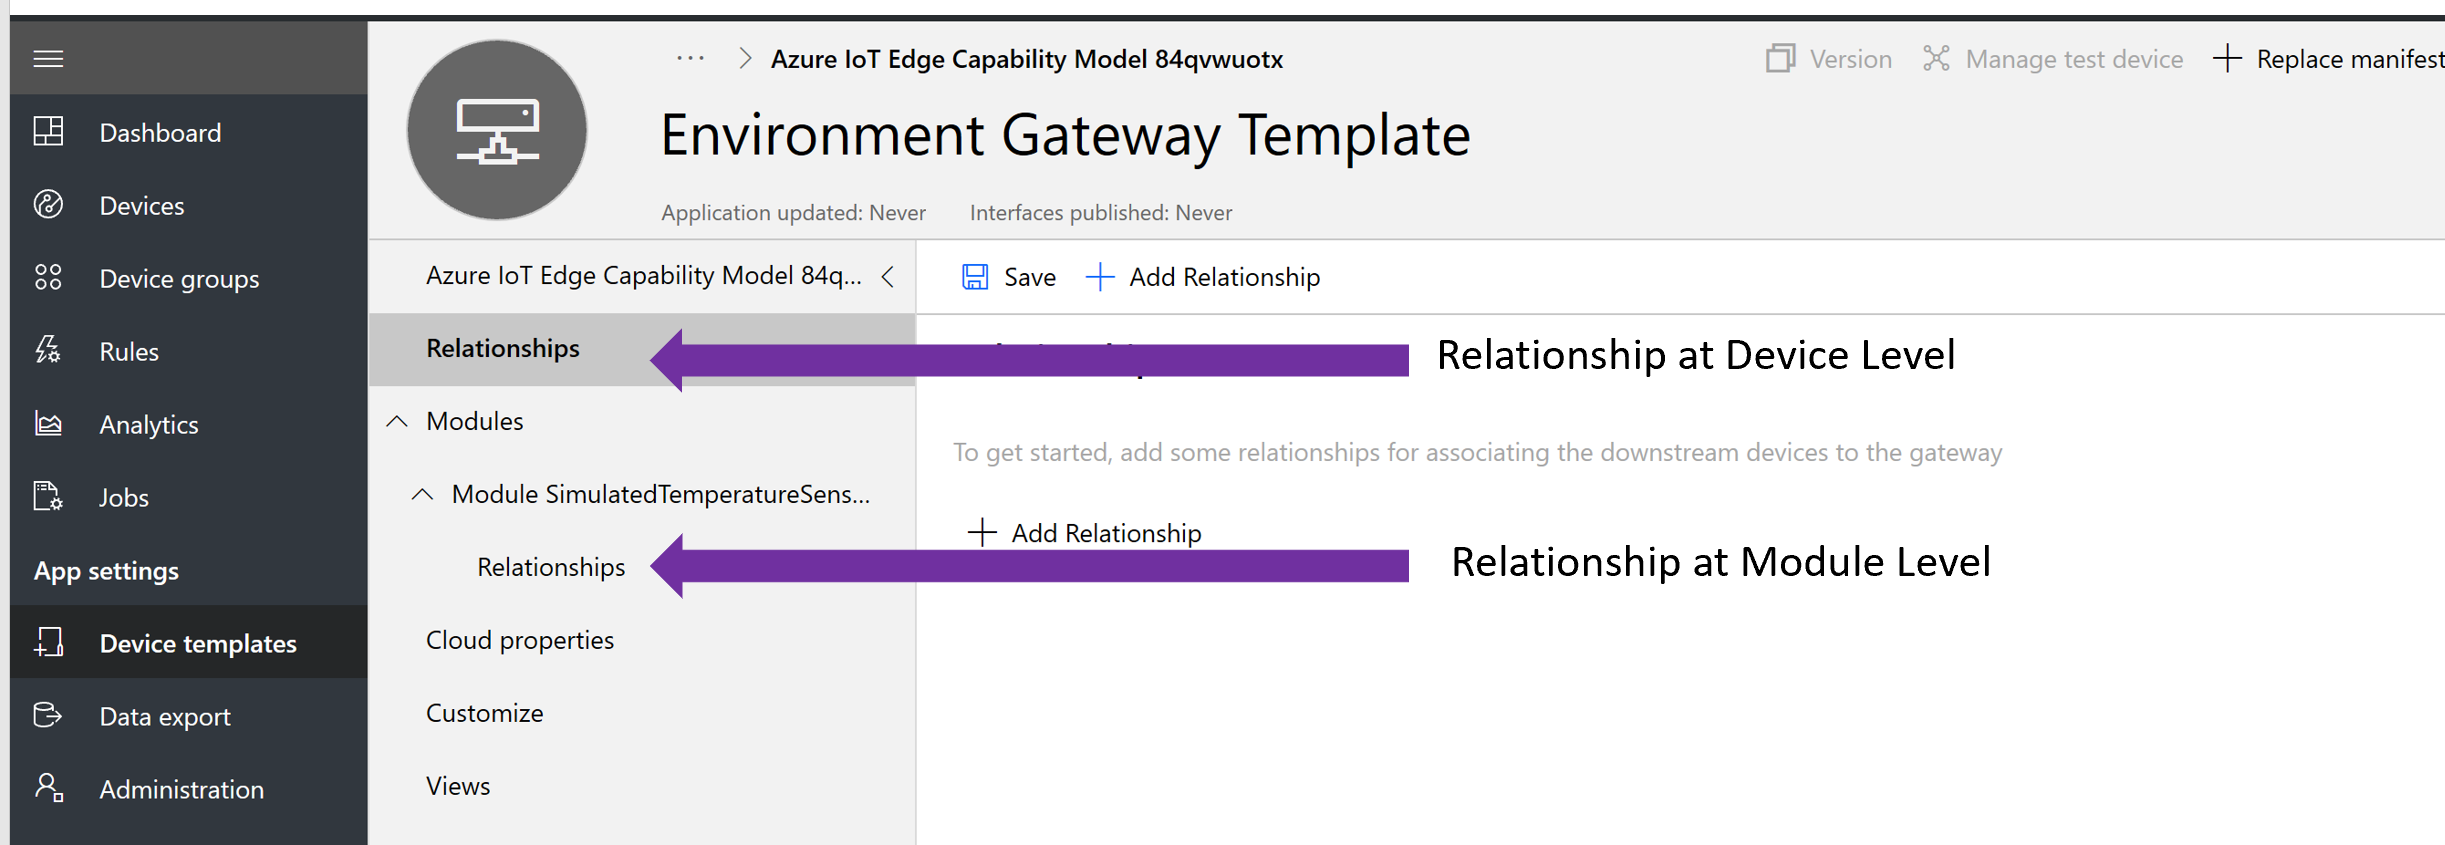 ··· > Azure IoT Edge Capability Model 84qvwuotx
Version
Manage test device
+ Replace manifest
Environment Gateway Template
Application updated: Never
Interfaces published: Never
Dashboard
Devices
Device groups
Rules
Analytics
Jobs
App settings
Device templates
Data export
Administration
Azure IoT Edge Capability Model 84q...
Relationships
Modules
Module SimulatedTemperatureSens...
Relationships
Cloud properties
Customize
Views
Save
+ Add Relationship
Relationship at Device Level
To get started, add some relationships for associating the downstream devices to the gateway
+ Add Relationship
Relationship at Module Level